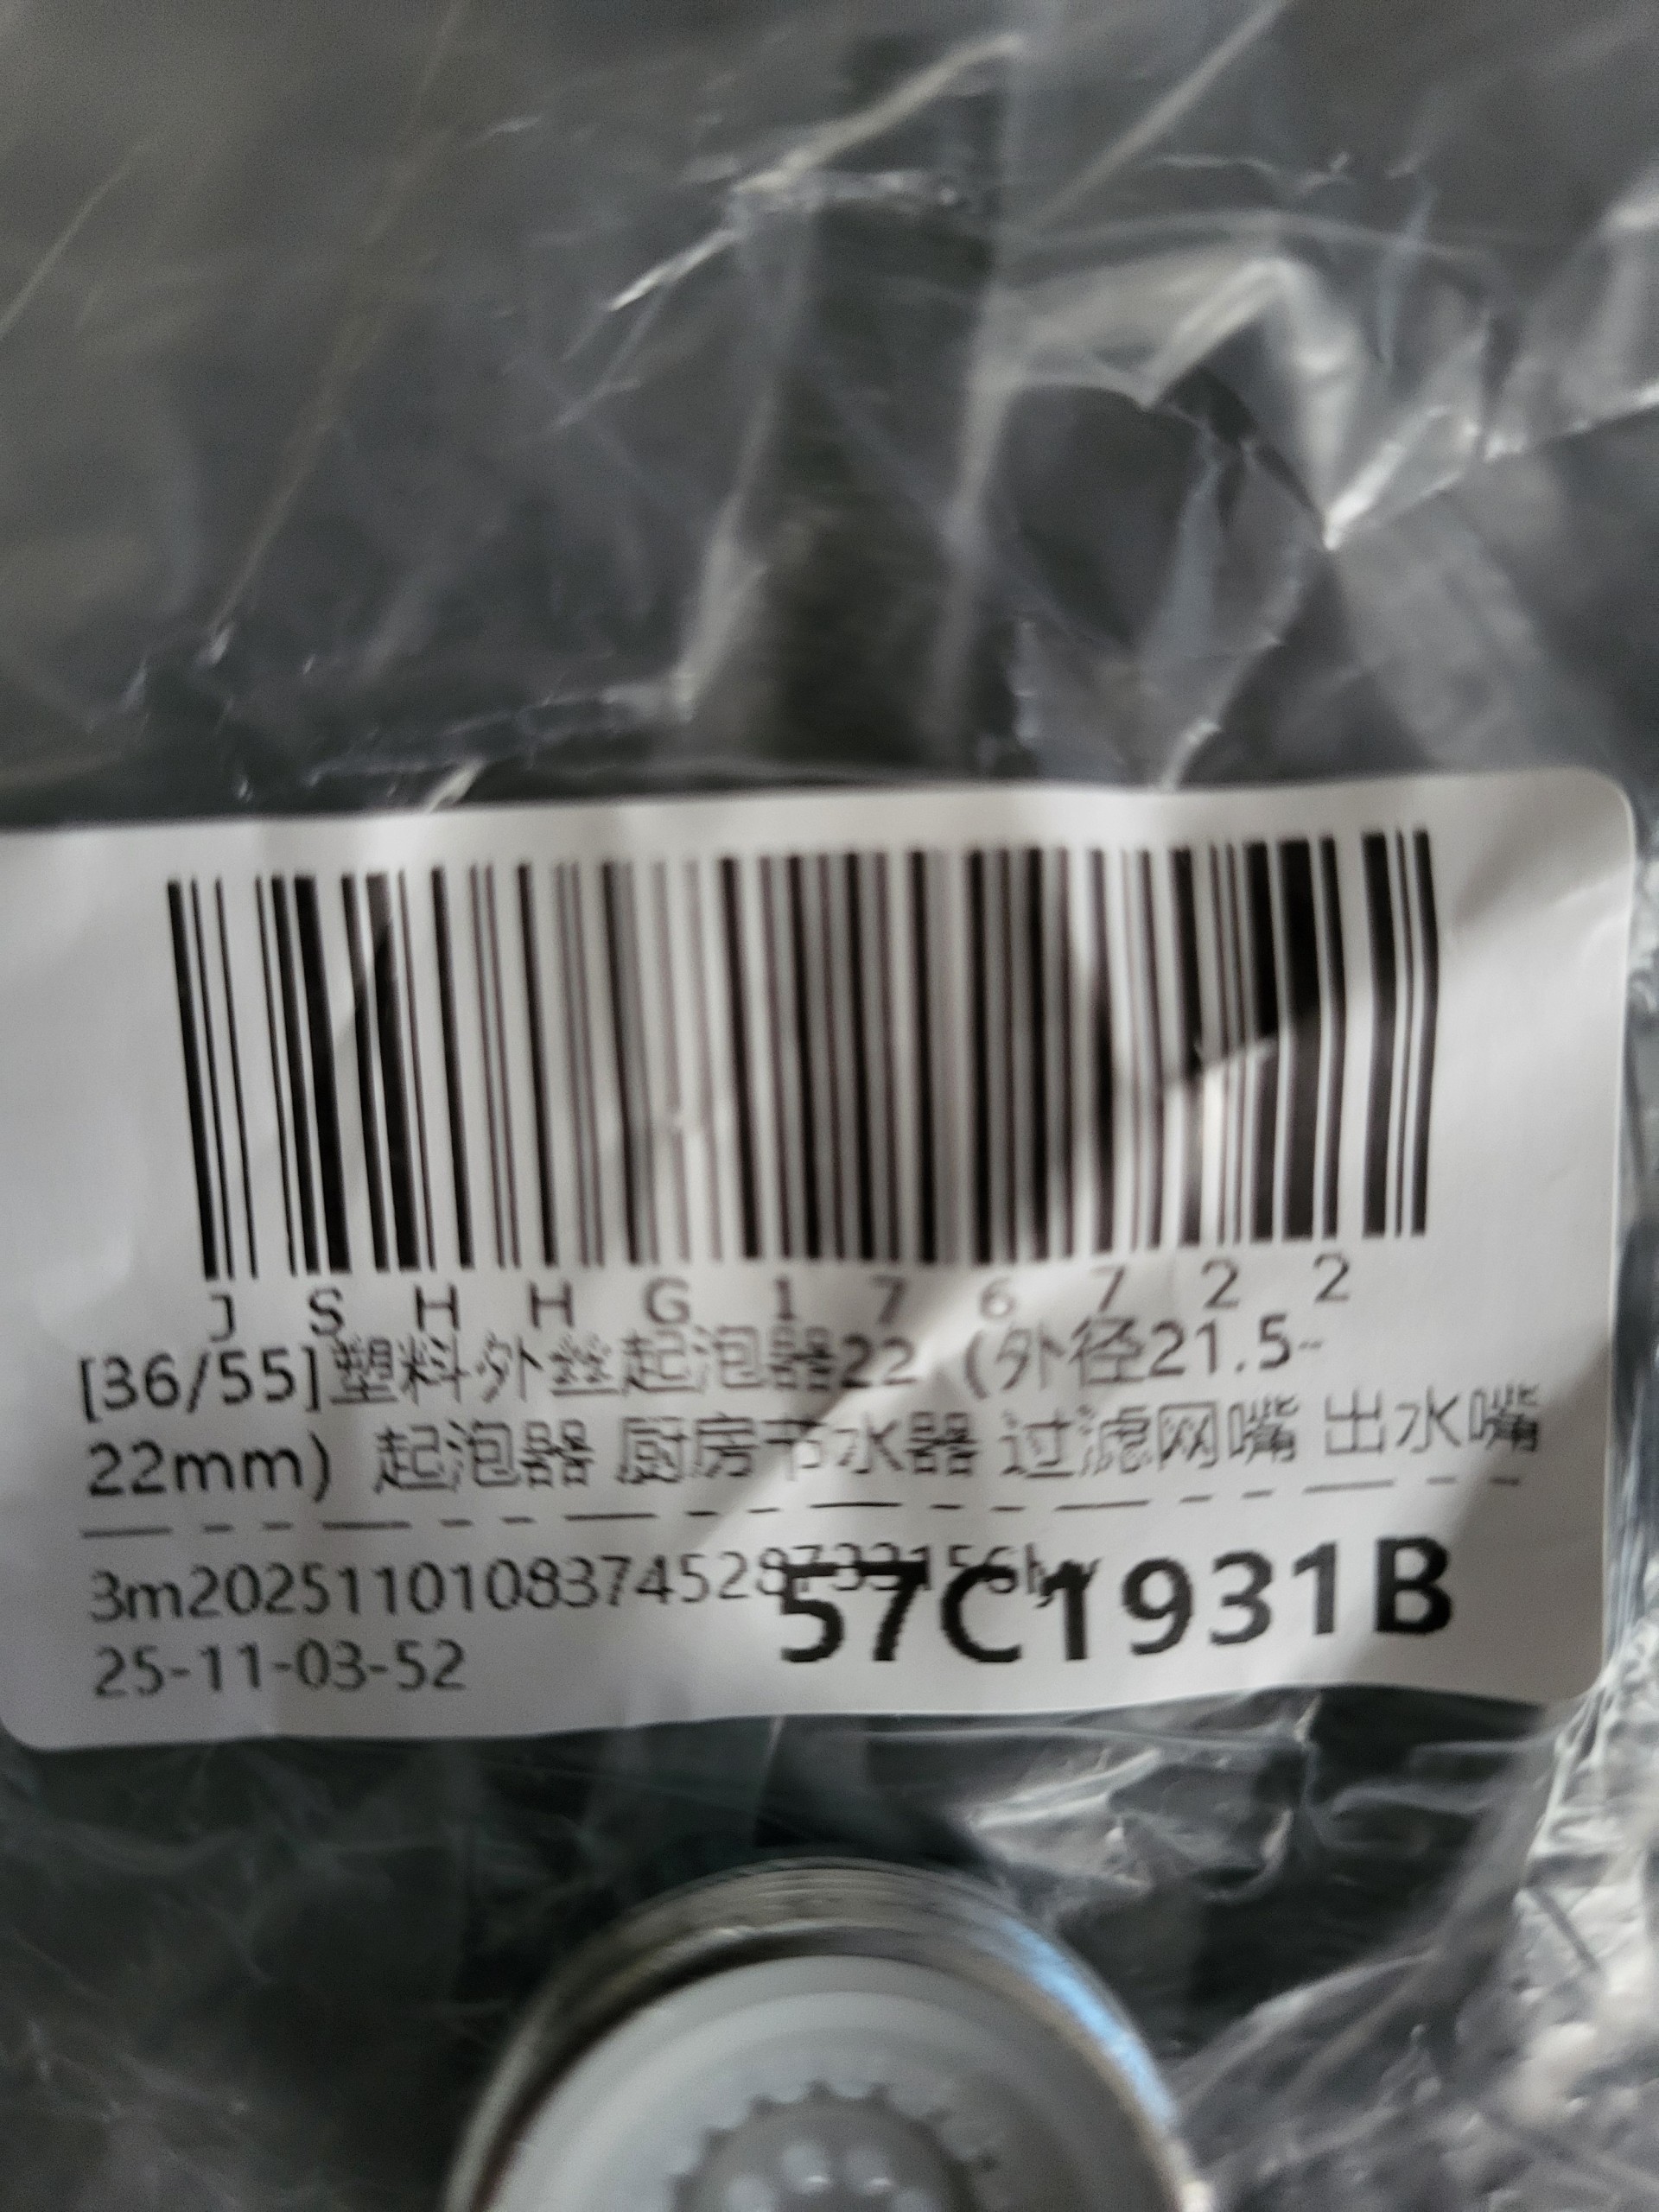 JSHHG176722
[36/55]塑料外丝起泡器22（外径21.5-
22mm）起泡器 厨房节水器 过滤网嘴 出水嘴
57C1931B
25-11-03-52